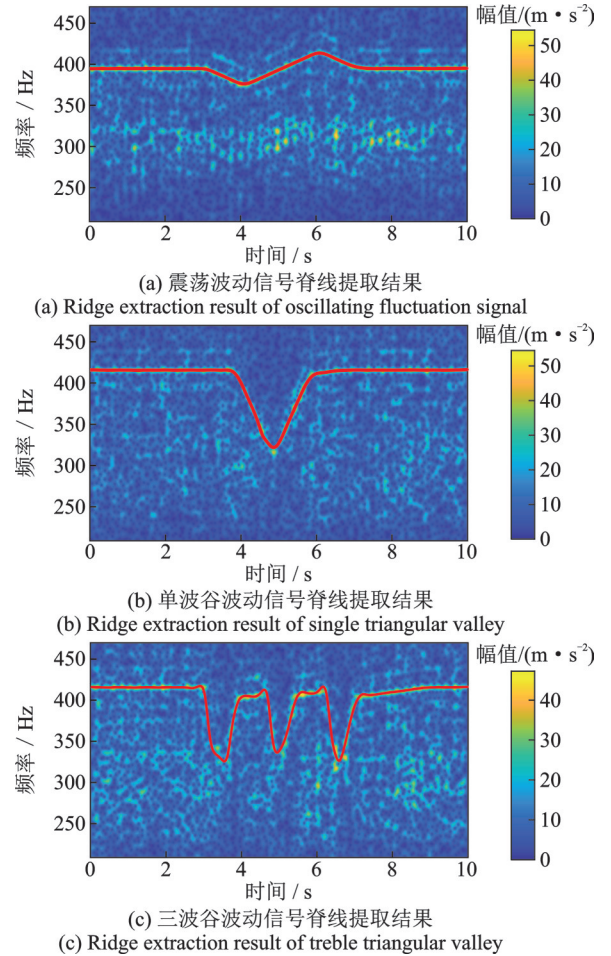 幅值/(m·s⁻²)
450
400
350
300
250
频率 / Hz
50
40
30
20
10
0
0 2 4 6 8 10
时间 / s
(a) 震荡波动信号脊线提取结果
(a) Ridge extraction result of oscillating fluctuation signal
幅值/(m·s⁻²)
450
400
350
300
250
频率 / Hz
50
40
30
20
10
0
0 2 4 6 8 10
时间 / s
(b) 单波谷波动信号脊线提取结果
(b) Ridge extraction result of single triangular valley
幅值/(m·s⁻²)
450
400
350
300
250
频率 / Hz
40
30
20
10
0
0 2 4 6 8 10
时间 / s
(c) 三波谷波动信号脊线提取结果
(c) Ridge extraction result of treble triangular valley